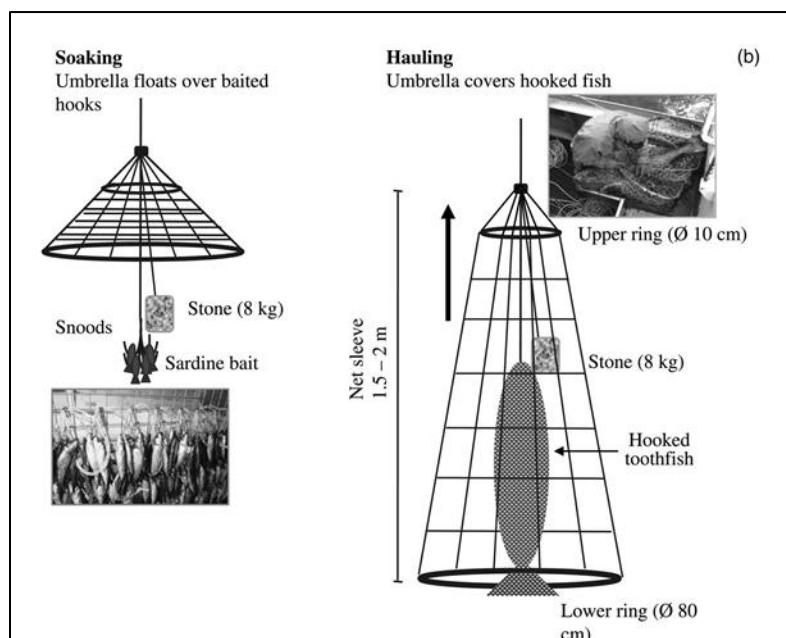 Soaking
Umbrella floats over baited
hooks
Stone (8 kg)
Snoods
Sardine bait
Hauling
Umbrella covers hooked fish
(b)
Upper ring (Ø 10 cm)
Net sleeve
1.5 – 2 m
Stone (8 kg)
Hooked
toothfish
Lower ring (Ø 80
cm)